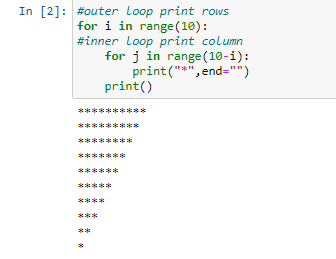 In [2]: #outer loop print rows
for i in range(10):
#inner loop print column
    for j in range(10-i):
        print("*",end="")
    print()
**********
*********
********
*******
******
*****
****
***
**
*